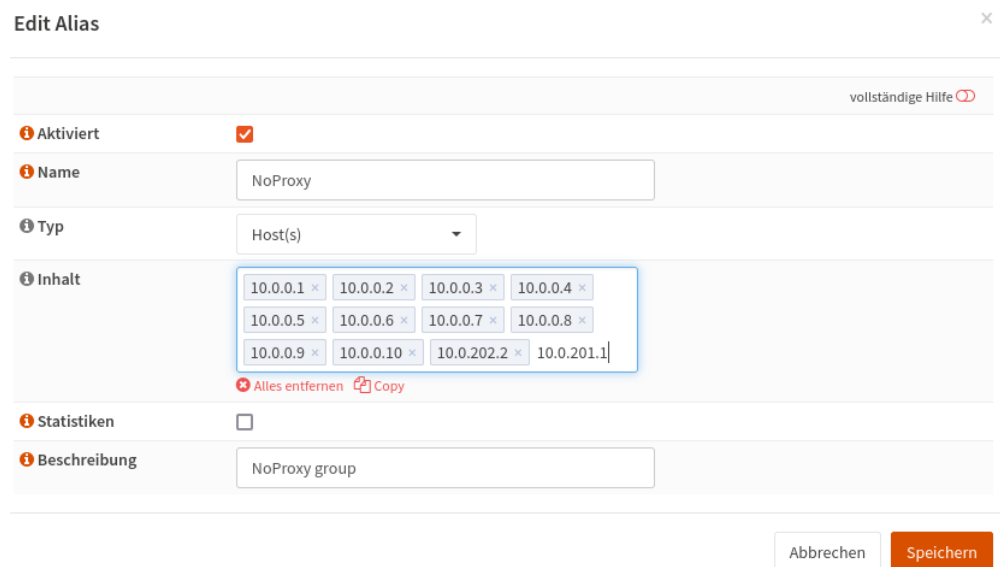 Edit Alias ×
vollständige Hilfe
Aktiviert
Name NoProxy
Typ Host(s)
Inhalt 10.0.0.1 × 10.0.0.2 × 10.0.0.3 × 10.0.0.4 ×
10.0.0.5 × 10.0.0.6 × 10.0.0.7 × 10.0.0.8 ×
10.0.0.9 × 10.0.0.10 × 10.0.202.2 × 10.0.201.1
Alles entfernen Copy
Statistiken
Beschreibung NoProxy group
Abbrechen Speichern